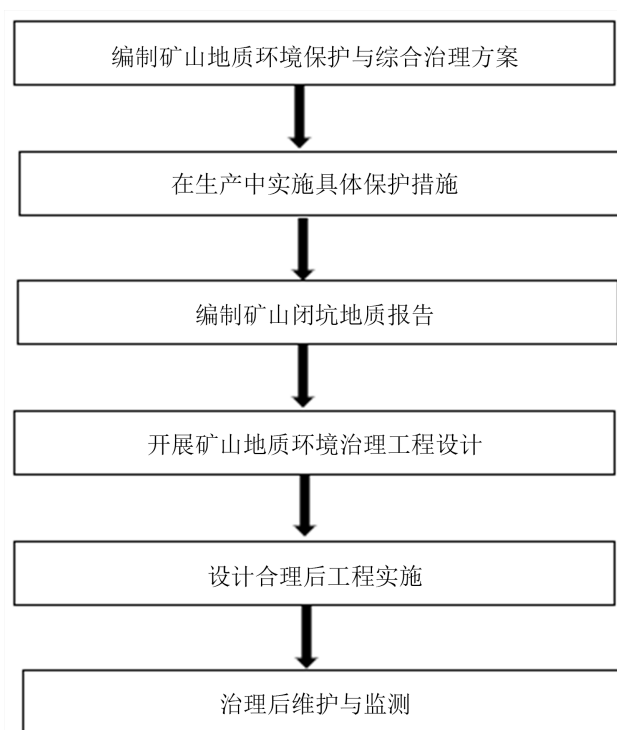 编制矿山地质环境保护与综合治理方案
在生产中实施具体保护措施
编制矿山闭坑地质报告
开展矿山地质环境治理工程设计
设计合理后工程实施
治理后维护与监测